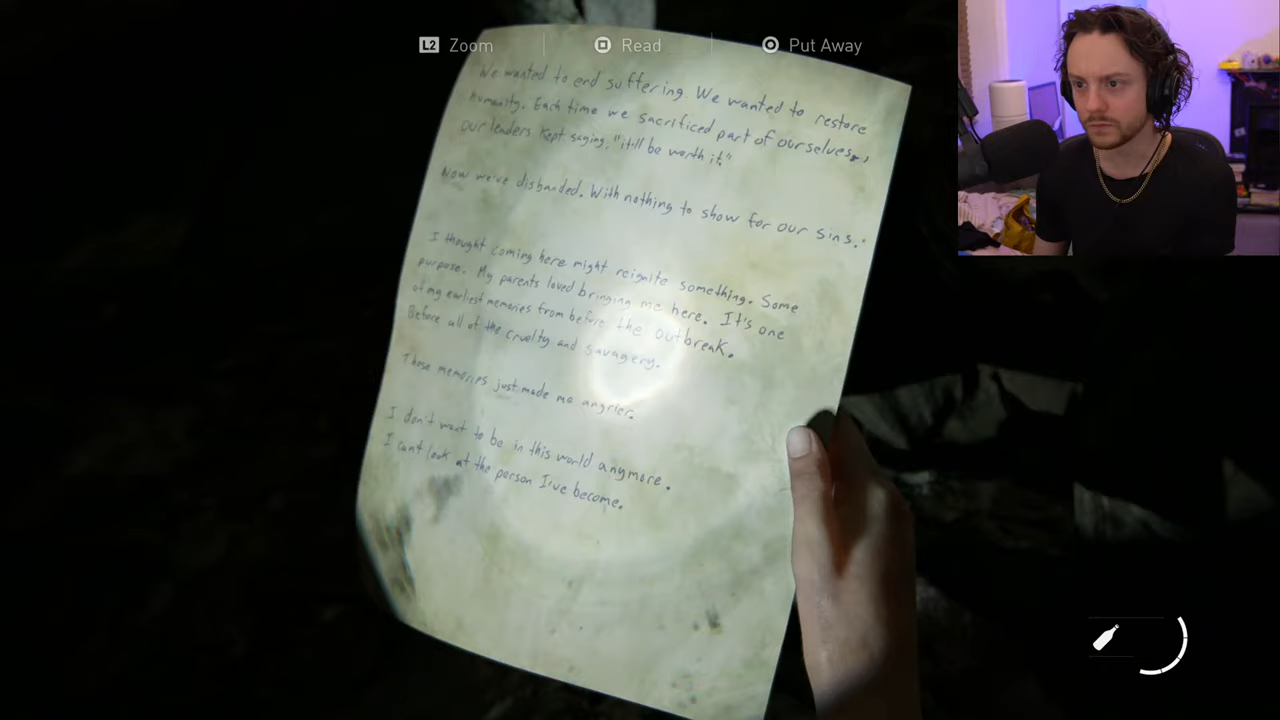 L2 Zoom Read Put Away
We wanted to end suffering. We wanted to restore
humanity. Each time we sacrificed part of ourselves,
our leaders kept saying, "it'll be worth it."
Now we've disbanded. With nothing to show for our sins.
I thought coming here might reignite something. Some
purpose. My parents loved bringing me here. It's one
of my earliest memories from before the outbreak.
Before all of the cruelty and savagery.
Those memories just made me angrier.
I don't want to be in this world anymore.
I can't look at the person I've become.